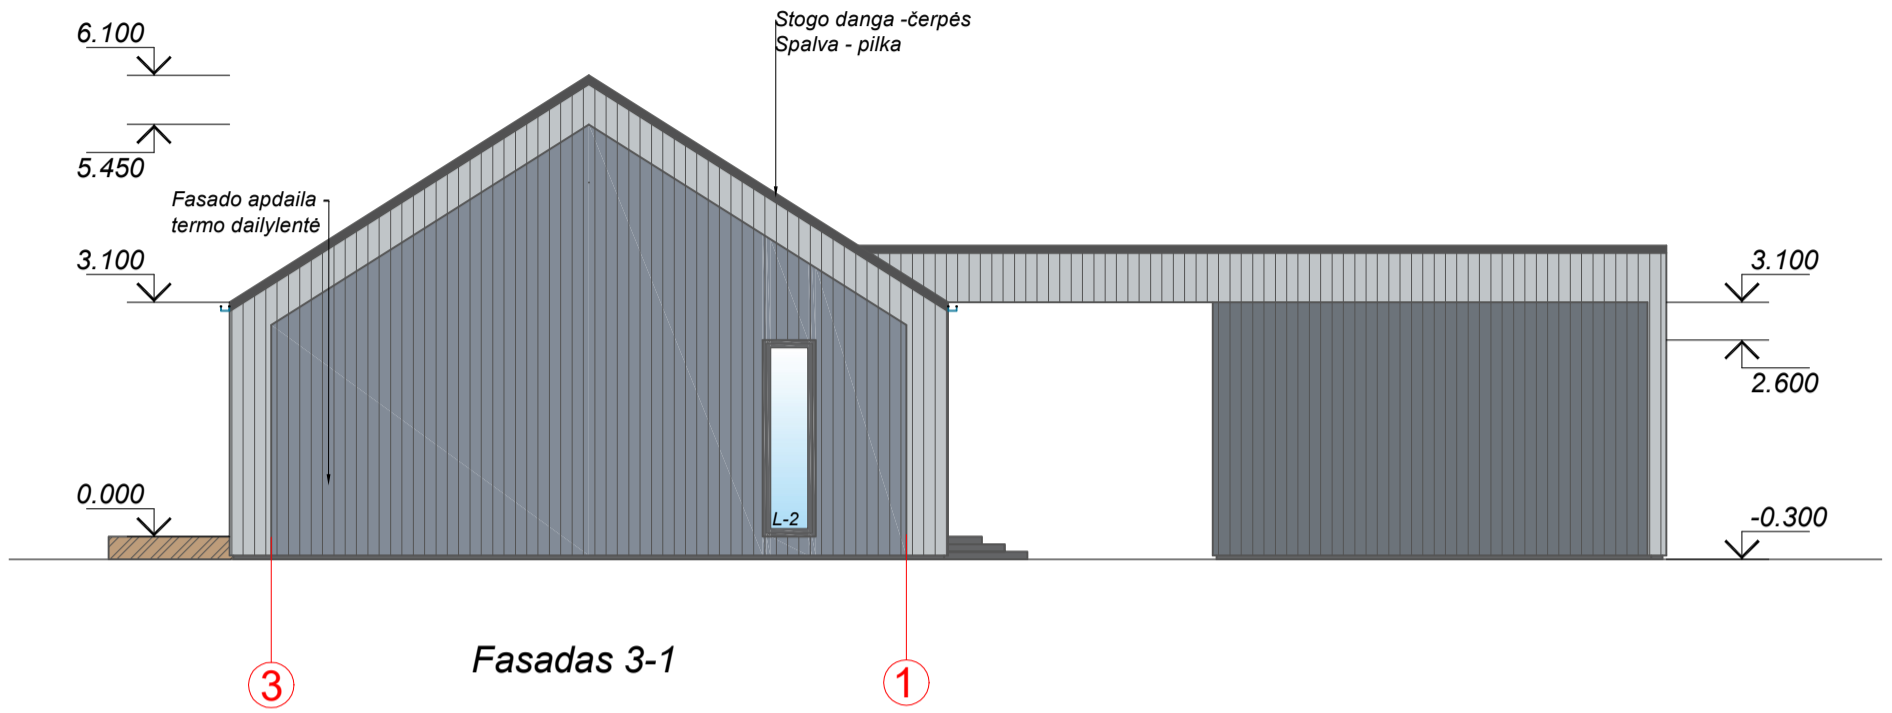 Stogo danga -čerpės
Spalva - pilka
6.100
5.450
Fasado apdaila -
termo dailylentė
3.100
3.100
2.600
0.000
L-2
-0.300
Fasadas 3-1
3
1